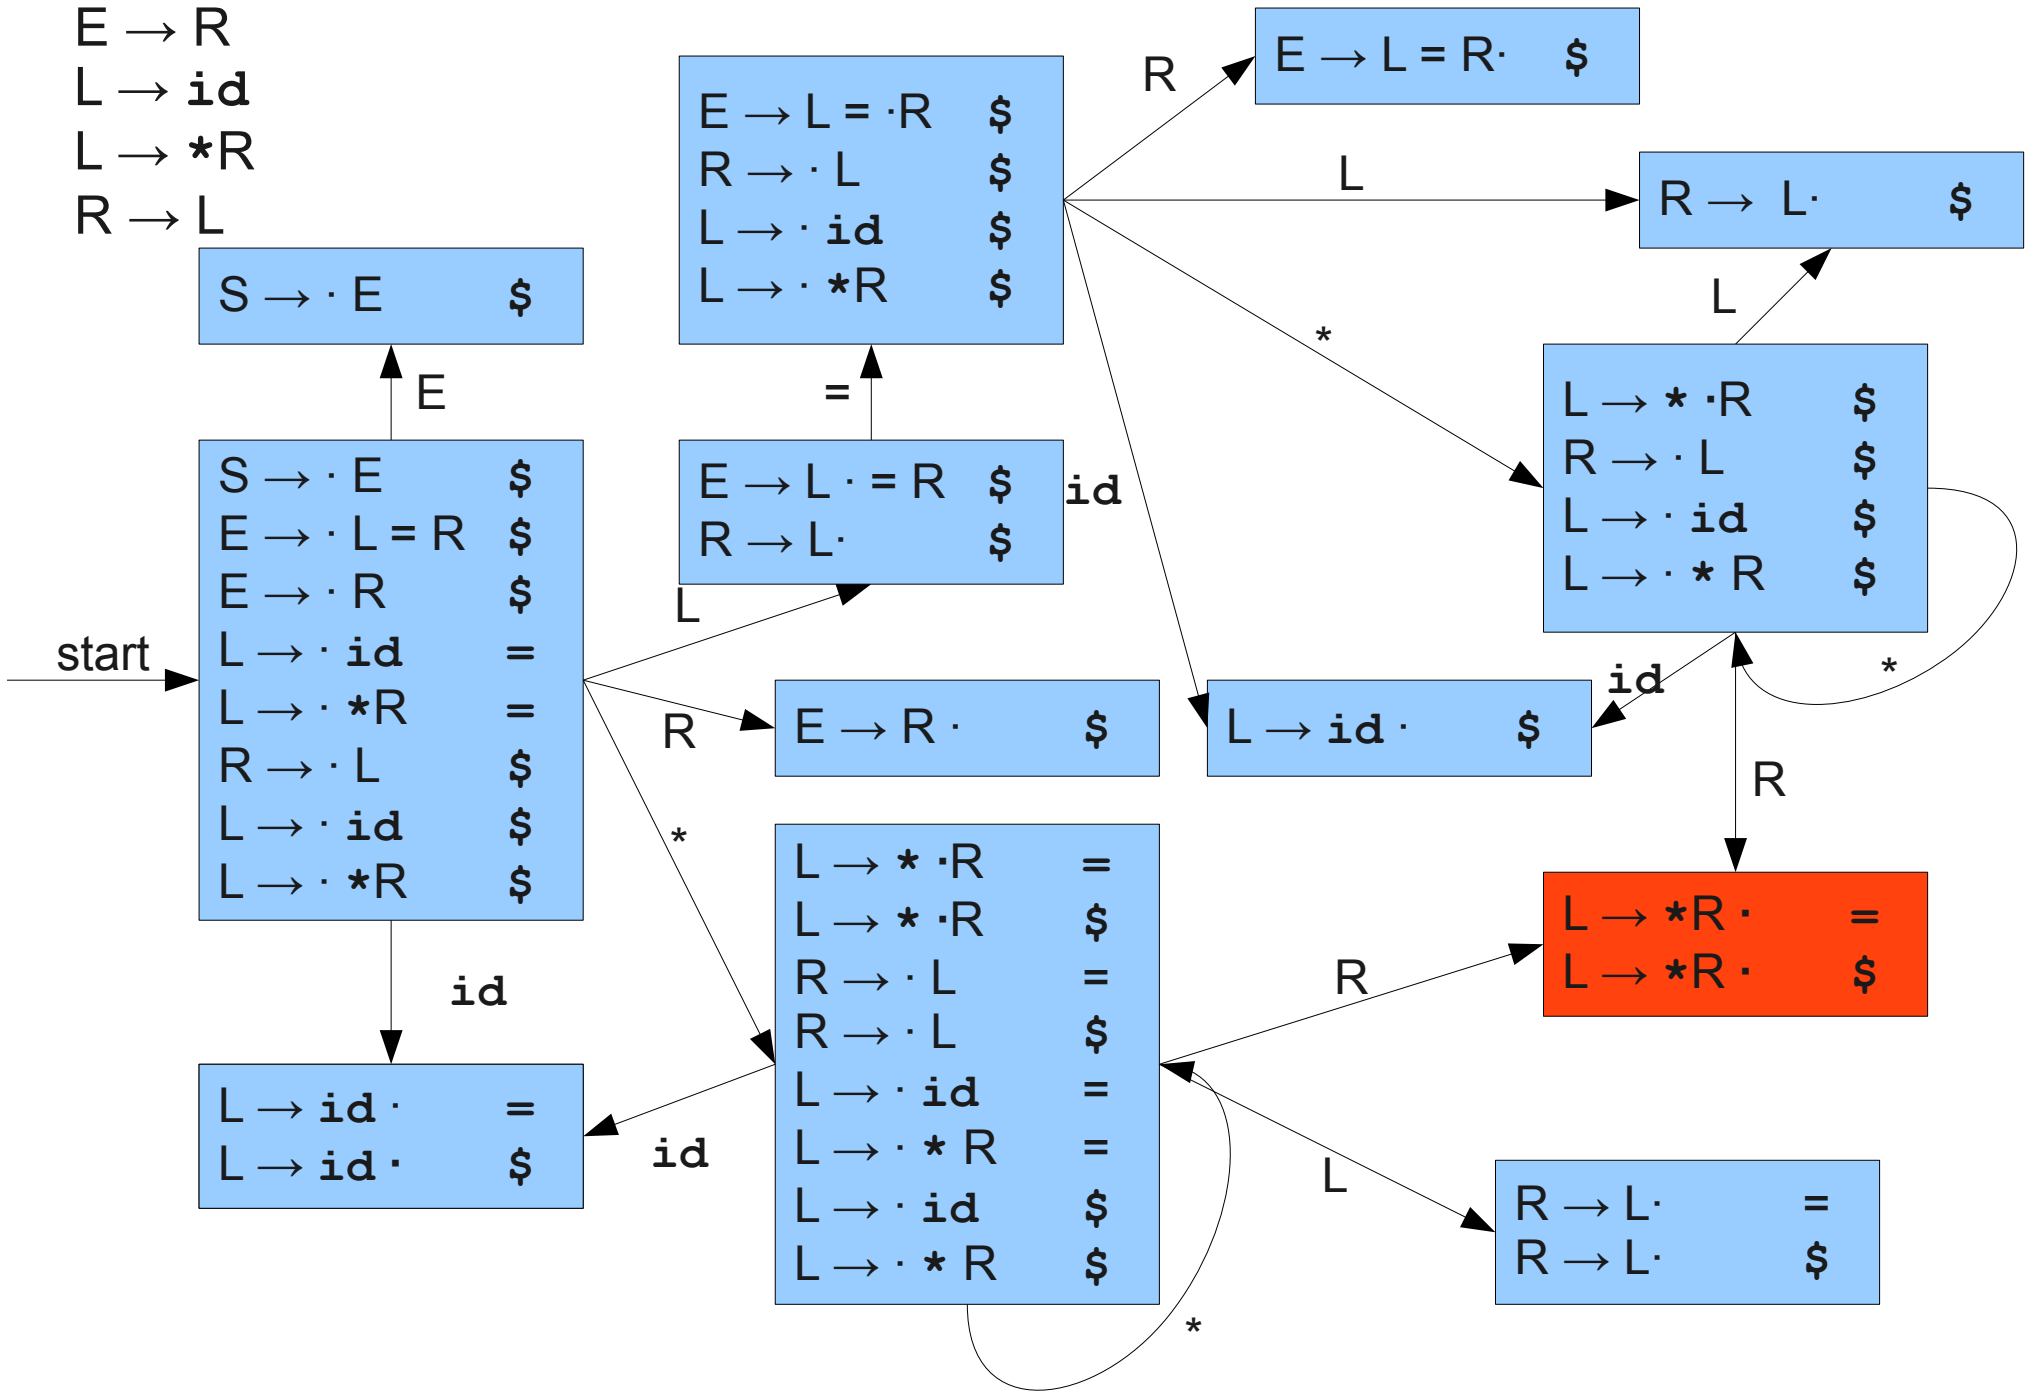 E → R
L → id
L → *R
R → L
S → · E $
E
S → · E $
E → · L = R $
E → · R $
L → · id =
L → · *R =
R → · L $
L → · id $
L → · *R $
start
id
L → id · =
L → id · $
E → L = ·R $
R → · L $
L → · id $
L → · *R $
=
E → L · = R $
R → L· $
L
R
E → R · $
*
L → * ·R =
L → * ·R $
R → · L =
R → · L $
L → · id =
L → · * R =
L → · id $
L → · * R $
id
*
R
E → L = R· $
L
R → L· $
*
id
L
L → * ·R $
R → · L $
L → · id $
L → · * R $
*
id
L → id · $
R
L → *R · =
L → *R · $
R
L
R → L· =
R → L· $